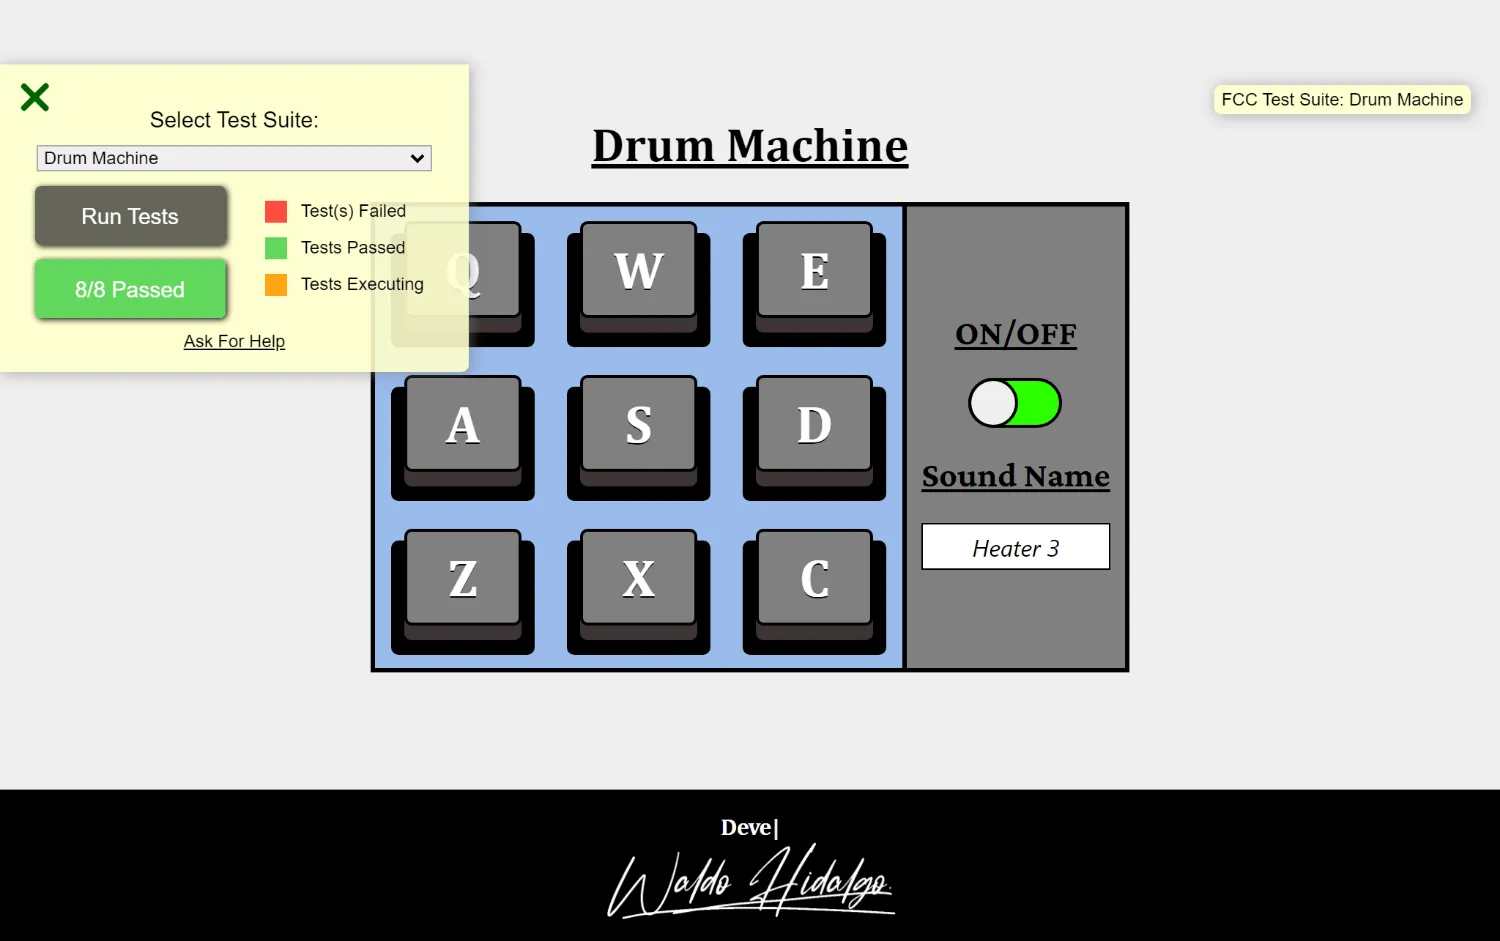 Select Test Suite:
Drum Machine
Run Tests
Test(s) Failed
Tests Passed
Tests Executing
8/8 Passed
Ask For Help
FCC Test Suite: Drum Machine
Drum Machine
Q W E
A S D
Z X C
ON/OFF
Sound Name
Heater 3
Deve|
Waldo Hidalgo.